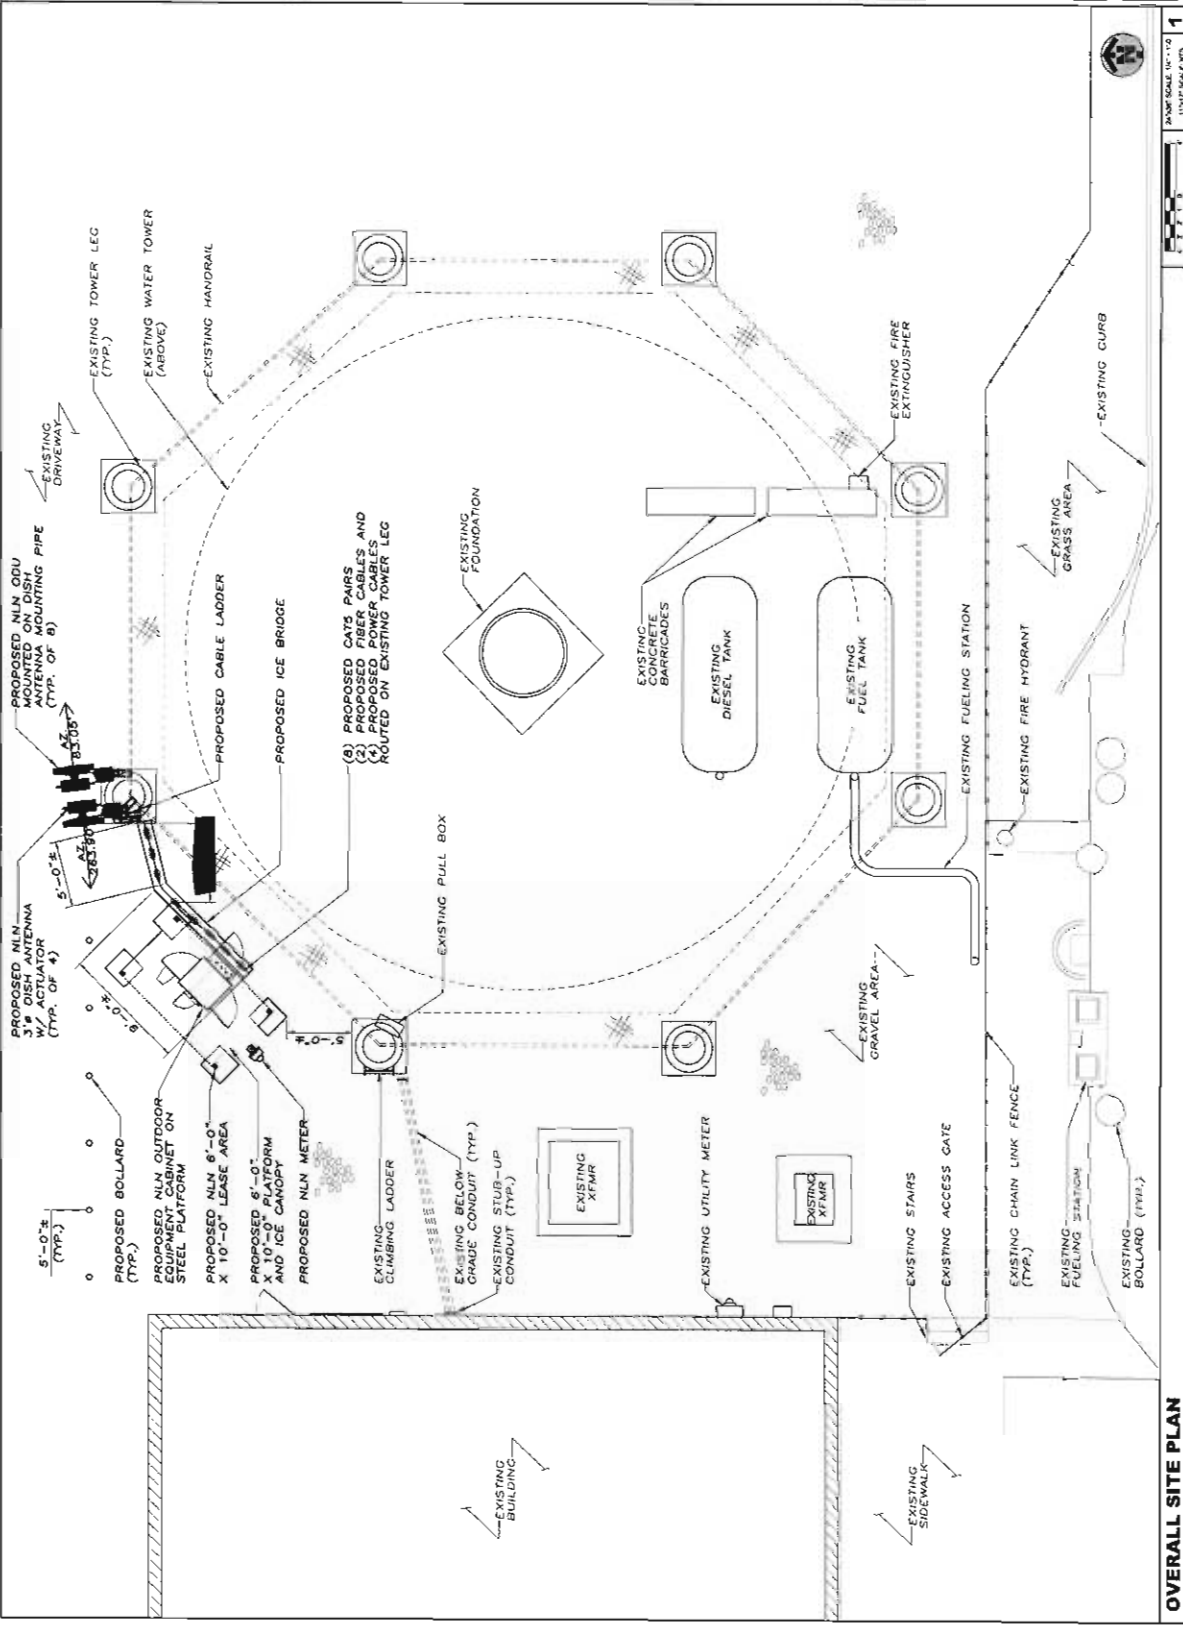 PROPOSED NLN
3'ø DISH ANTENNA
W/ ACTUATOR
(TYP. OF 4)
PROPOSED NLN ODU
MOUNTED ON DISH
ANTENNA MOUNTING PIPE
(TYP. OF 8)
EXISTING
DRIVEWAY
EXISTING TOWER LEG
(TYP.)
EXISTING WATER TOWER
(ABOVE)
EXISTING HANDRAIL
AZ.
83.05
AZ.
263.90
5'-0"±
5'-0"±
(TYP.)
5'-0"±
PROPOSED BOLLARD
(TYP.)
PROPOSED NLN OUTDOOR
EQUIPMENT CABINET ON
STEEL PLATFORM
PROPOSED NLN 6'-0"
X 10'-0" LEASE AREA
PROPOSED 6'-0"
X 10'-0" PLATFORM
AND ICE CANOPY
PROPOSED NLN METER
PROPOSED CABLE LADDER
PROPOSED ICE BRIDGE
(8) PROPOSED CAT5 PAIRS
(2) PROPOSED FIBER CABLES AND
(4) PROPOSED POWER CABLES
ROUTED ON EXISTING TOWER LEG
EXISTING PULL BOX
EXISTING
FOUNDATION
EXISTING
CLIMBING LADDER
EXISTING BELOW
GRADE CONDUIT (TYP.)
EXISTING STUB-UP
CONDUIT (TYP.)
EXISTING
BUILDING
EXISTING
XFMR
EXISTING
XFMR
EXISTING UTILITY METER
EXISTING
CONCRETE
BARRICADES
EXISTING
DIESEL TANK
EXISTING
FUEL TANK
EXISTING FIRE
EXTINGUISHER
EXISTING
GRAVEL AREA
EXISTING FUELING STATION
EXISTING FIRE HYDRANT
EXISTING
GRASS AREA
EXISTING CURB
EXISTING STAIRS
EXISTING ACCESS GATE
EXISTING CHAIN LINK FENCE
(TYP.)
EXISTING
FUELING STATION
EXISTING
BOLLARD (TYP.)
EXISTING
SIDEWALK
N
OVERALL SITE PLAN
1